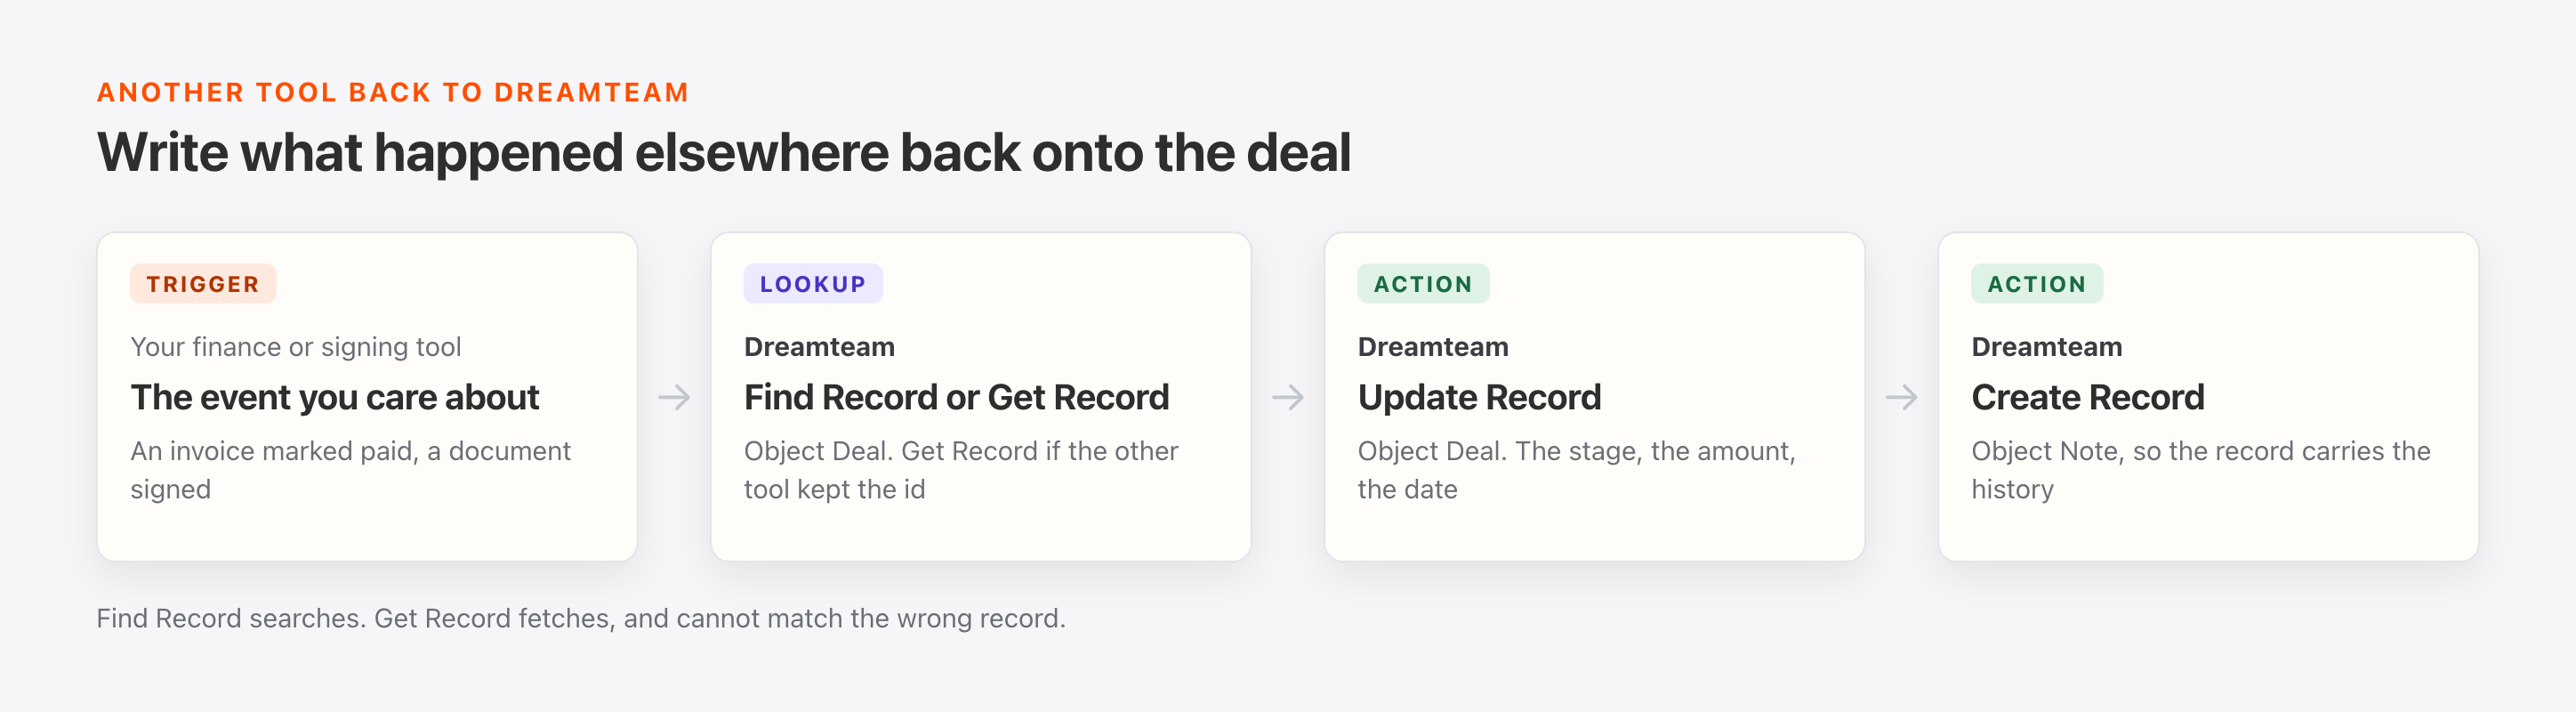 ANOTHER TOOL BACK TO DREAMTEAM
Write what happened elsewhere back onto the deal
TRIGGER
Your finance or signing tool
The event you care about
An invoice marked paid, a document
signed
LOOKUP
Dreamteam
Find Record or Get Record
Object Deal. Get Record if the other
tool kept the id
ACTION
Dreamteam
Update Record
Object Deal. The stage, the amount,
the date
ACTION
Dreamteam
Create Record
Object Note, so the record carries the
history
Find Record searches. Get Record fetches, and cannot match the wrong record.